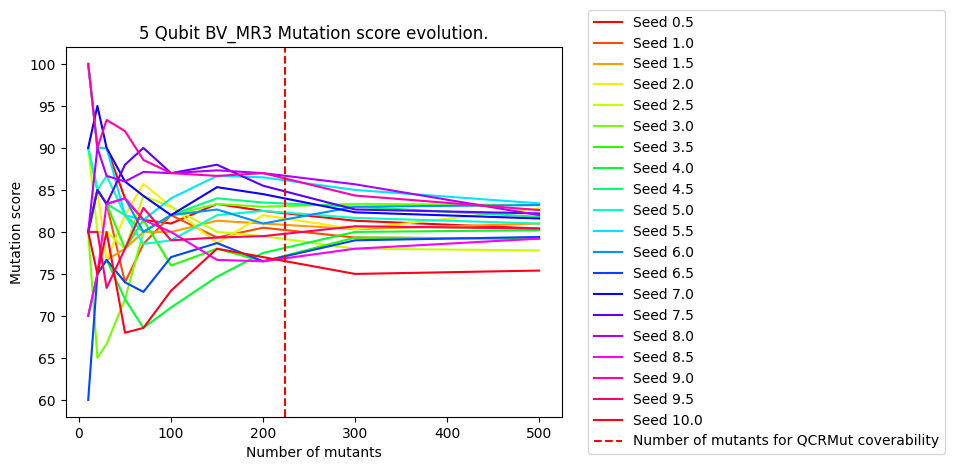 5 Qubit BV_MR3 Mutation score evolution.
Mutation score
100
95
90
85
80
75
70
65
60
0
100
200
300
400
500
Number of mutants
Seed 0.5
Seed 1.0
Seed 1.5
Seed 2.0
Seed 2.5
Seed 3.0
Seed 3.5
Seed 4.0
Seed 4.5
Seed 5.0
Seed 5.5
Seed 6.0
Seed 6.5
Seed 7.0
Seed 7.5
Seed 8.0
Seed 8.5
Seed 9.0
Seed 9.5
Seed 10.0
Number of mutants for QCRMut coverability